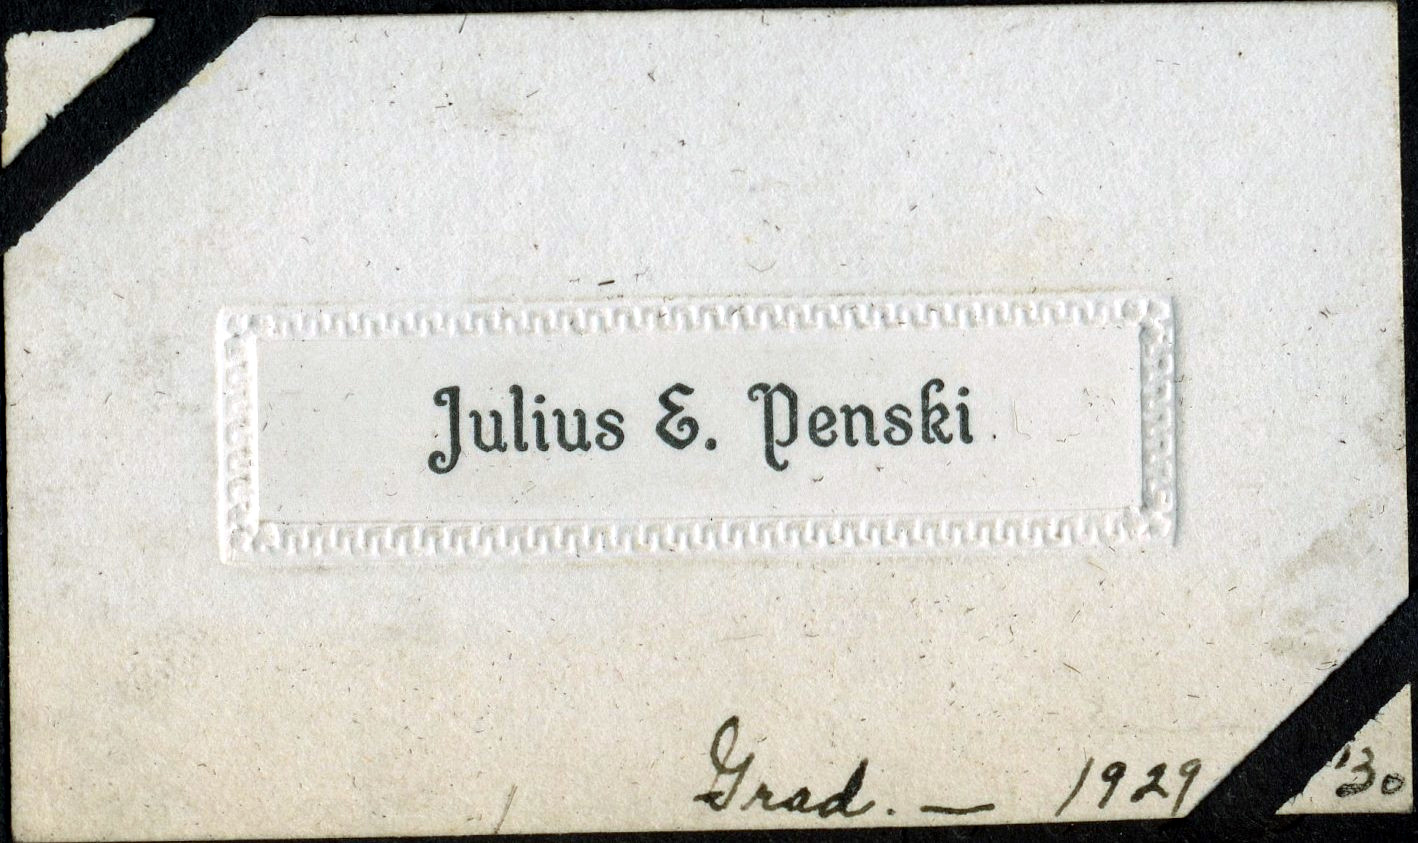 Julius E. Penski
Grad. — 1929 '30